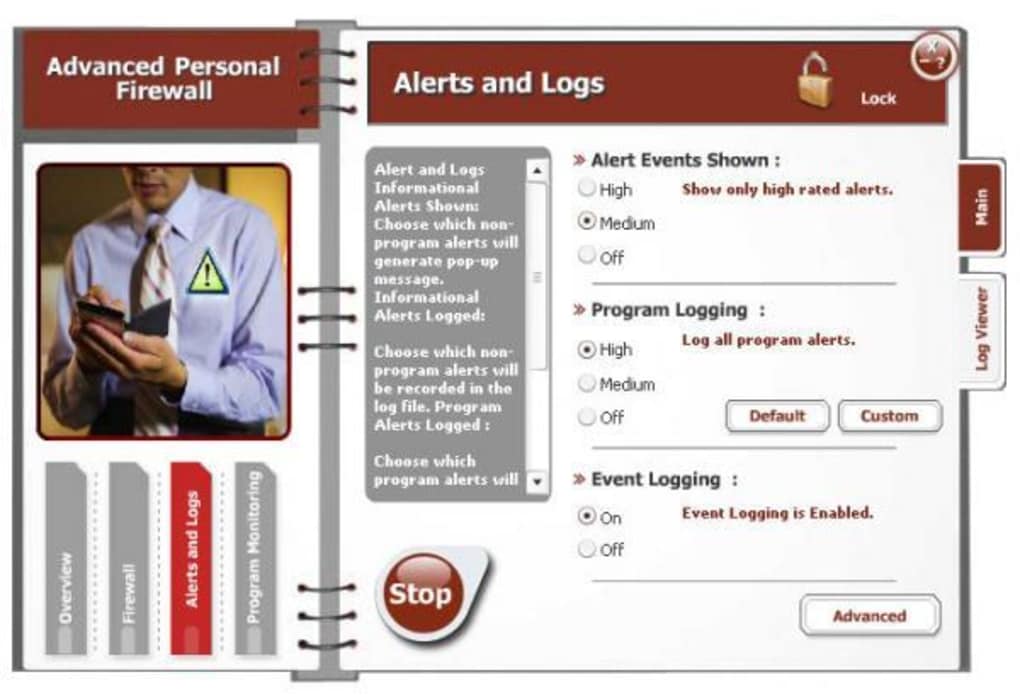 Advanced Personal
Firewall
Alerts and Logs
Lock
X
– ?
Alert and Logs
Informational
Alerts Shown:
Choose which non-
program alerts will
generate pop-up
message.
Informational
Alerts Logged:
Choose which non-
program alerts will
be recorded in the
log file. Program
Alerts Logged :
Choose which
program alerts will
» Alert Events Shown :
High
Show only high rated alerts.
Medium
Off
» Program Logging :
High
Log all program alerts.
Medium
Off
Default
Custom
» Event Logging :
On
Event Logging is Enabled.
Off
Advanced
Stop
Main
Log Viewer
Overview
Firewall
Alerts and Logs
Program Monitoring